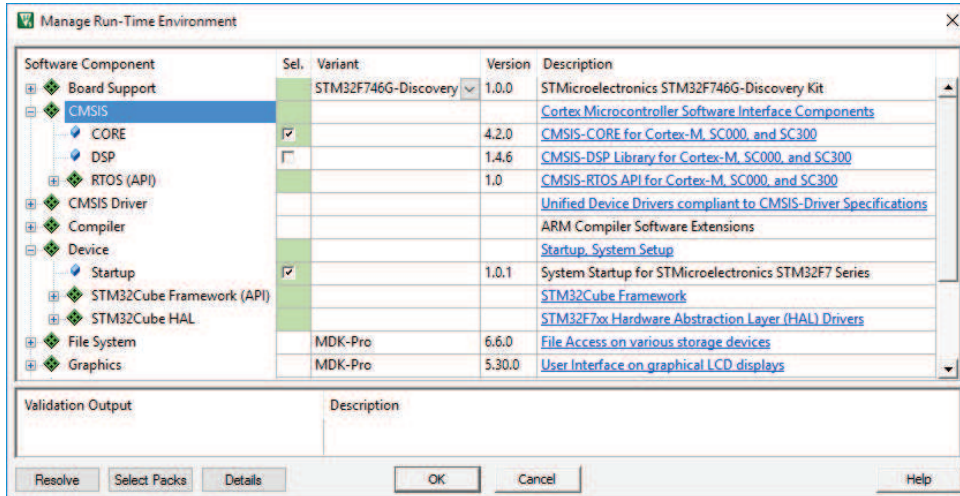 Manage Run-Time Environment
Software Component Sel. Variant Version Description
Board Support STM32F746G-Discovery 1.0.0 STMicroelectronics STM32F746G-Discovery Kit
CMSIS Cortex Microcontroller Software Interface Components
CORE 4.2.0 CMSIS-CORE for Cortex-M, SC000, and SC300
DSP 1.4.6 CMSIS-DSP Library for Cortex-M, SC000, and SC300
RTOS (API) 1.0 CMSIS-RTOS API for Cortex-M, SC000, and SC300
CMSIS Driver Unified Device Drivers compliant to CMSIS-Driver Specifications
Compiler ARM Compiler Software Extensions
Device Startup, System Setup
Startup 1.0.1 System Startup for STMicroelectronics STM32F7 Series
STM32Cube Framework (API) STM32Cube Framework
STM32Cube HAL STM32F7xx Hardware Abstraction Layer (HAL) Drivers
File System MDK-Pro 6.6.0 File Access on various storage devices
Graphics MDK-Pro 5.30.0 User Interface on graphical LCD displays
Validation Output Description
Resolve Select Packs Details OK Cancel Help